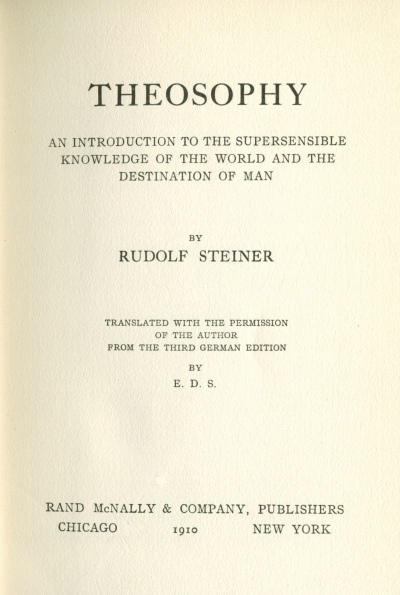 THEOSOPHY
AN INTRODUCTION TO THE SUPERSENSIBLE
KNOWLEDGE OF THE WORLD AND THE
DESTINATION OF MAN
BY
RUDOLF STEINER
TRANSLATED WITH THE PERMISSION
OF THE AUTHOR
FROM THE THIRD GERMAN EDITION
BY
E. D. S.
RAND McNALLY & COMPANY, PUBLISHERS
CHICAGO 1910 NEW YORK